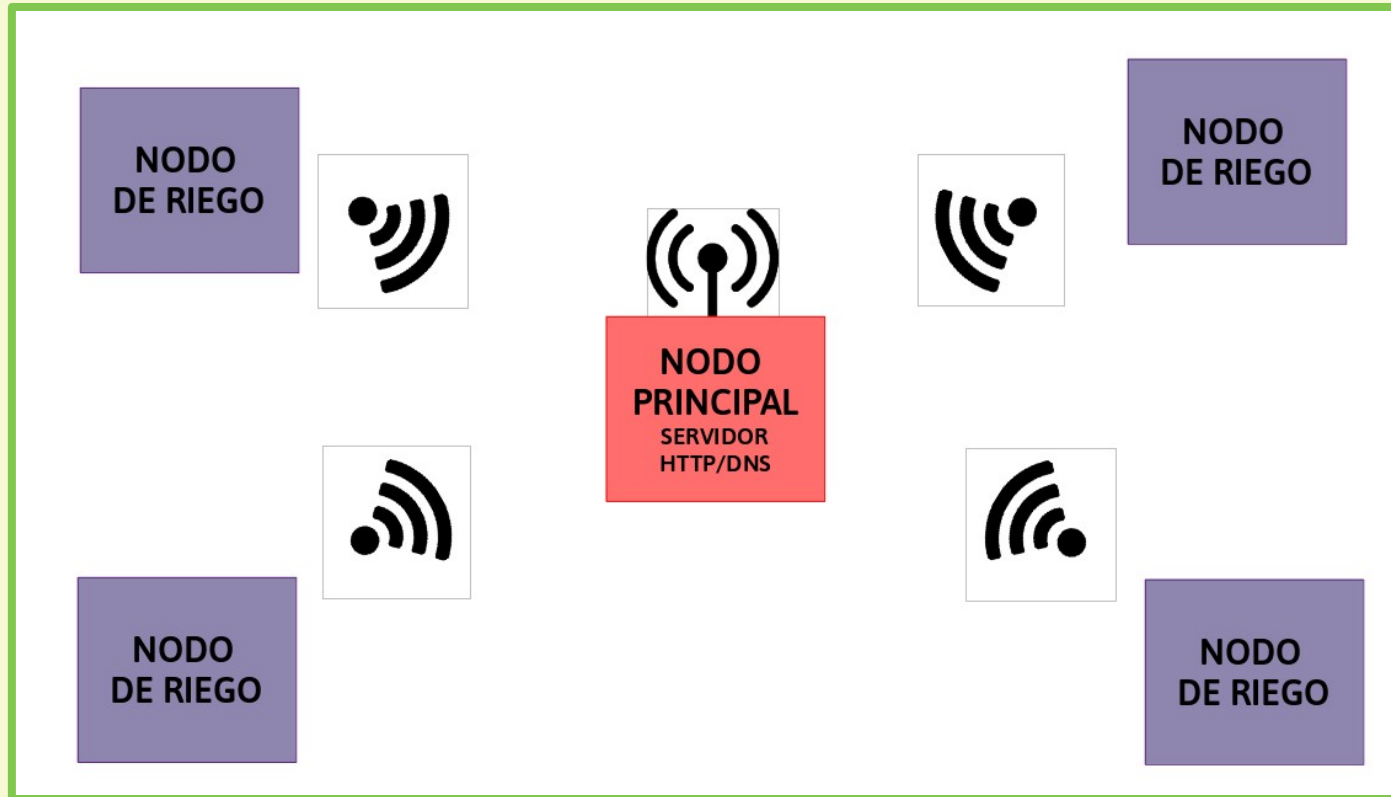 NODO
DE RIEGO
NODO
DE RIEGO
NODO
PRINCIPAL
SERVIDOR
HTTP/DNS
NODO
DE RIEGO
NODO
DE RIEGO